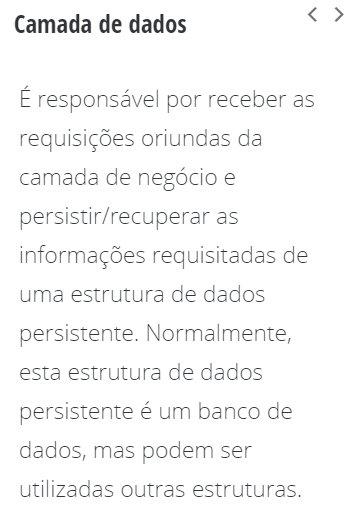 Camada de dados
É responsável por receber as
requisições oriundas da
camada de negócio e
persistir/recuperar as
informações requisitadas de
uma estrutura de dados
persistente. Normalmente,
esta estrutura de dados
persistente é um banco de
dados, mas podem ser
utilizadas outras estruturas.